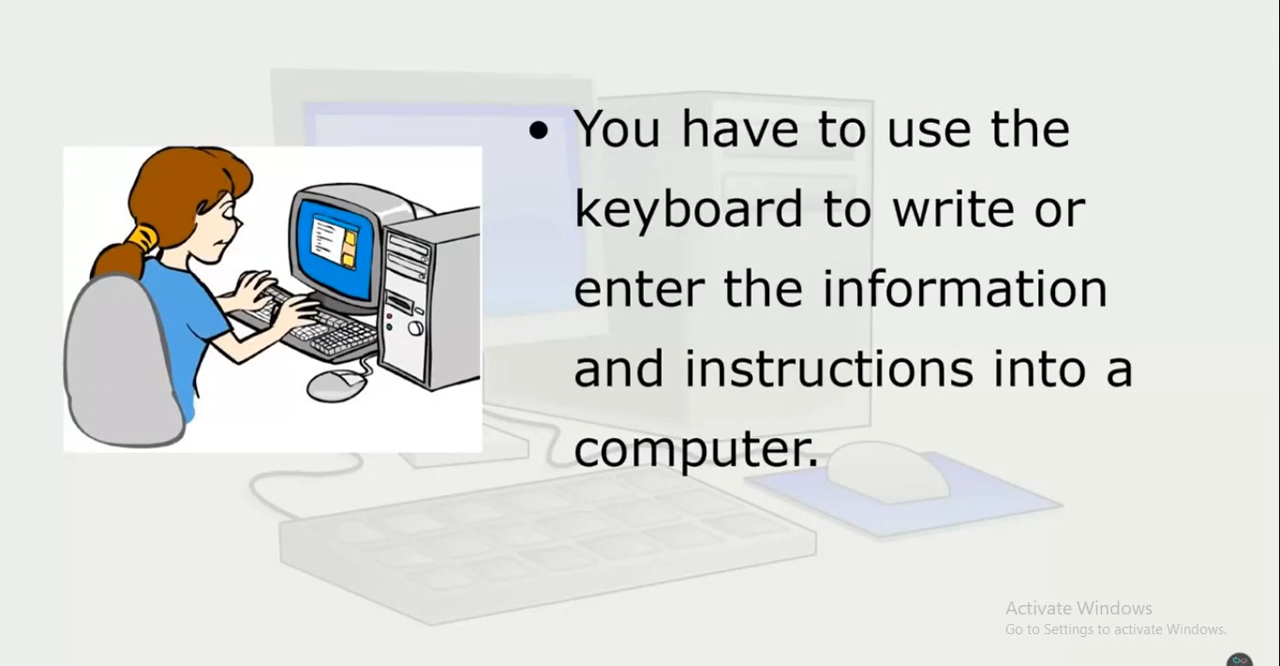 • You have to use the
keyboard to write or
enter the information
and instructions into a
computer.
Activate Windows
Go to Settings to activate Windows.